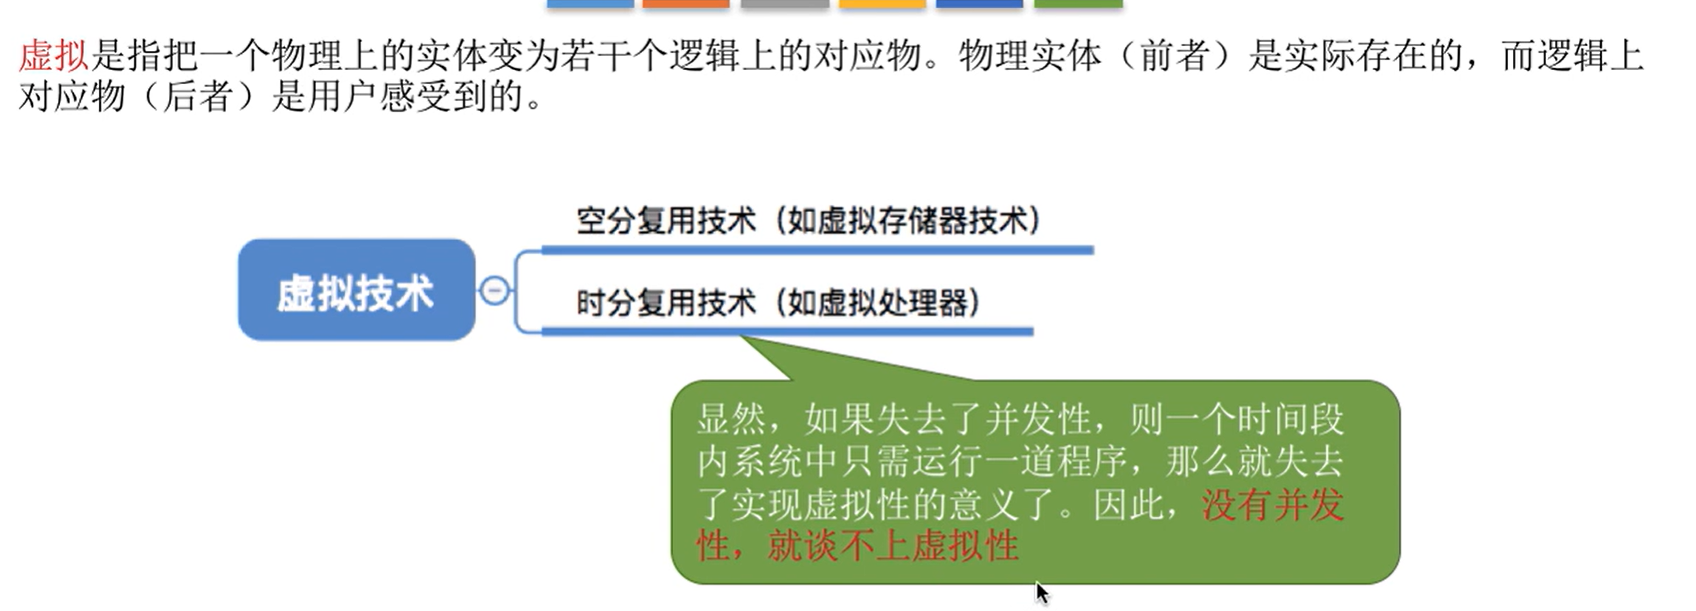 虚拟是指把一个物理上的实体变为若干个逻辑上的对应物。物理实体（前者）是实际存在的，而逻辑上
对应物（后者）是用户感受到的。
空分复用技术（如虚拟存储器技术）
虚拟技术
时分复用技术（如虚拟处理器）
显然，如果失去了并发性，则一个时间段
内系统中只需运行一道程序，那么就失去
了实现虚拟性的意义了。因此，没有并发
性，就谈不上虚拟性